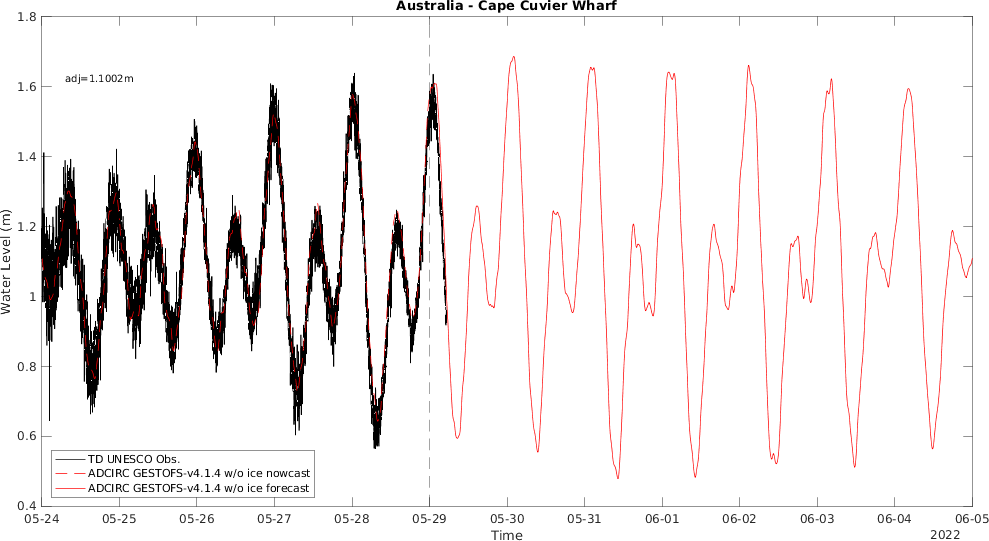 Australia - Cape Cuvier Wharf
1.8
1.6
1.4
1.2
1
0.8
0.6
0.4
Water Level (m)
adj=1.1002m
TD UNESCO Obs.
ADCIRC GESTOFS-v4.1.4 w/o ice nowcast
ADCIRC GESTOFS-v4.1.4 w/o ice forecast
05-24 05-25 05-26 05-27 05-28 05-29 05-30 05-31 06-01 06-02 06-03 06-04 06-05
Time
2022